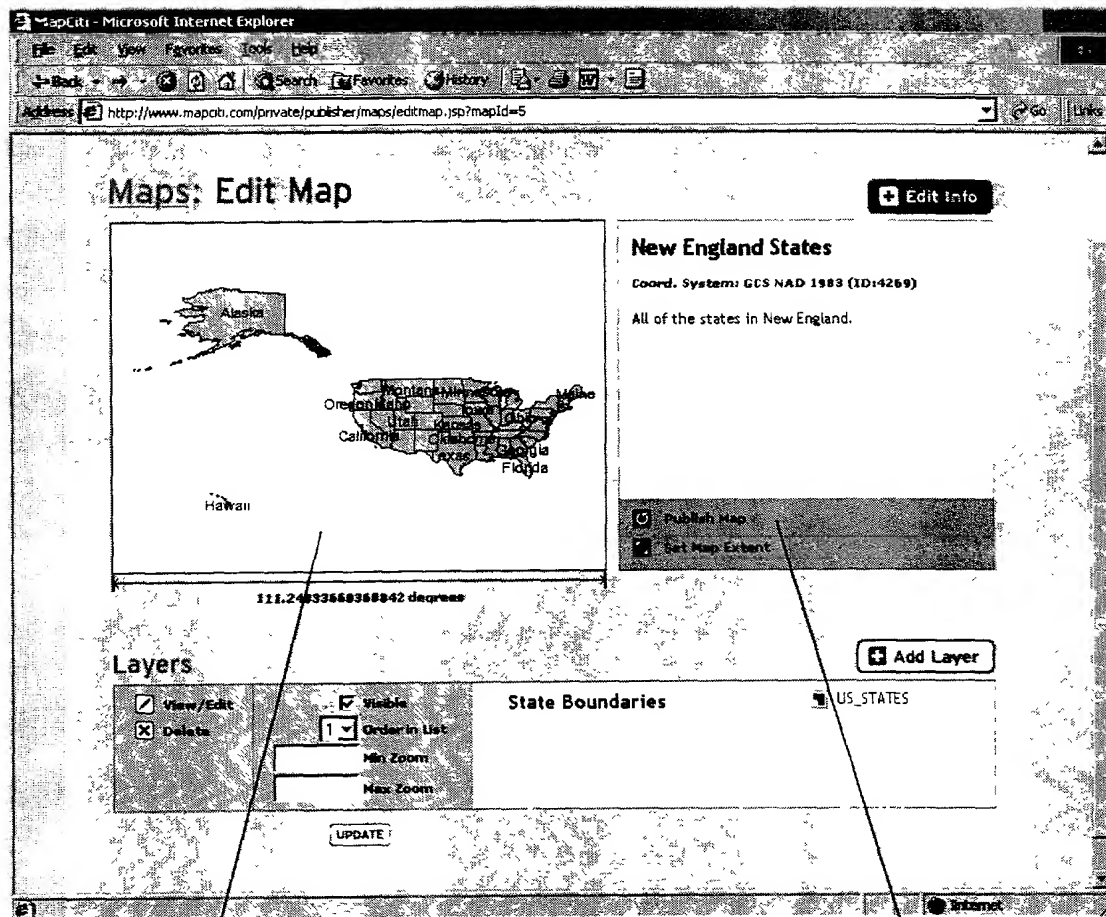 MapCiti - Microsoft Internet Explorer
File Edit View Favorites Tools Help
Back Search Favorites History
Address http://www.mapciti.com/private/publisher/maps/editmap.jsp?mapId=5 Go Links
Maps: Edit Map
+ Edit Info
New England States
Coord. System: GCS NAD 1983 (ID:4269)
All of the states in New England.
Alaska
Montana
Maine
Oregon Idaho Iowa Ohio
Utah Kansas
California Oklahoma
Texas Georgia
Florida
Hawaii
Publish Map
Set Map Extent
degrees
Layers
+ Add Layer
View/Edit
Visible
State Boundaries
US_STATES
Delete
1 Order in List
Min Zoom
Max Zoom
UPDATE
Internet